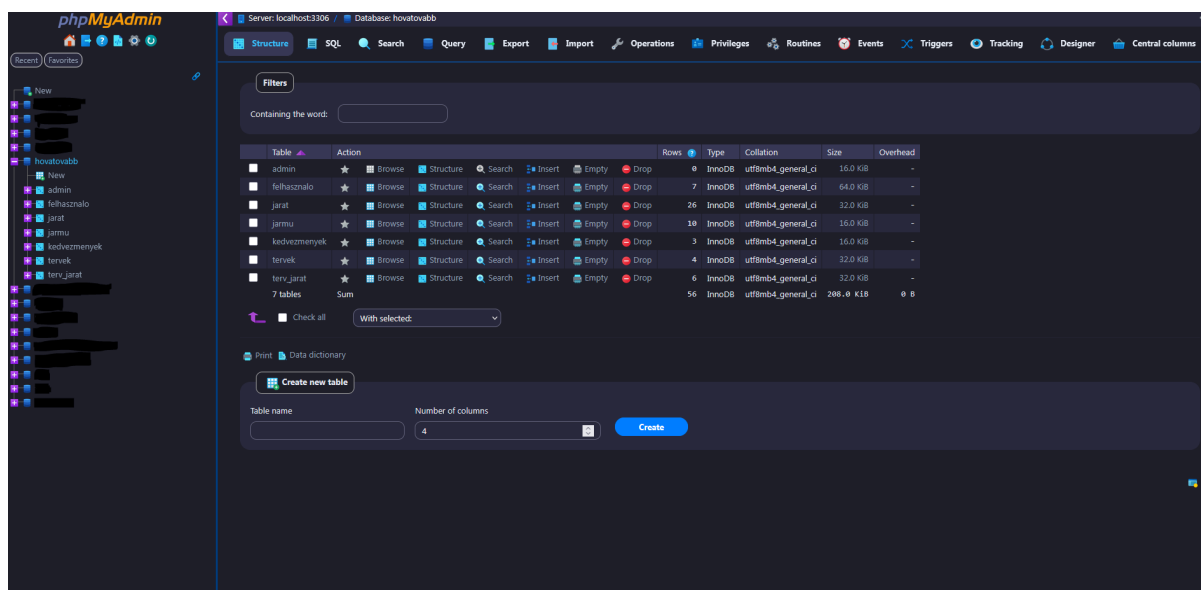 phpMyAdmin
Recent Favorites
New
hovatovabb
New
admin
felhasznalo
jarat
jarmu
kedvezmenyek
tervek
terv_jarat
Server: localhost:3306 / Database: hovatovabb
Structure SQL Search Query Export Import Operations Privileges Routines Events Triggers Tracking Designer Central columns
Filters
Containing the word:
Table Action Rows Type Collation Size Overhead
admin Browse Structure Search Insert Empty Drop 0 InnoDB utf8mb4_general_ci 16.0 KiB -
felhasznalo Browse Structure Search Insert Empty Drop 7 InnoDB utf8mb4_general_ci 64.0 KiB -
jarat Browse Structure Search Insert Empty Drop 26 InnoDB utf8mb4_general_ci 32.0 KiB -
jarmu Browse Structure Search Insert Empty Drop 10 InnoDB utf8mb4_general_ci 16.0 KiB -
kedvezmenyek Browse Structure Search Insert Empty Drop 3 InnoDB utf8mb4_general_ci 16.0 KiB -
tervek Browse Structure Search Insert Empty Drop 4 InnoDB utf8mb4_general_ci 32.0 KiB -
terv_jarat Browse Structure Search Insert Empty Drop 6 InnoDB utf8mb4_general_ci 32.0 KiB -
7 tables Sum 56 InnoDB utf8mb4_general_ci 208.0 KiB 0 B
Check all With selected:
Print Data dictionary
Create new table
Table name Number of columns
4 Create